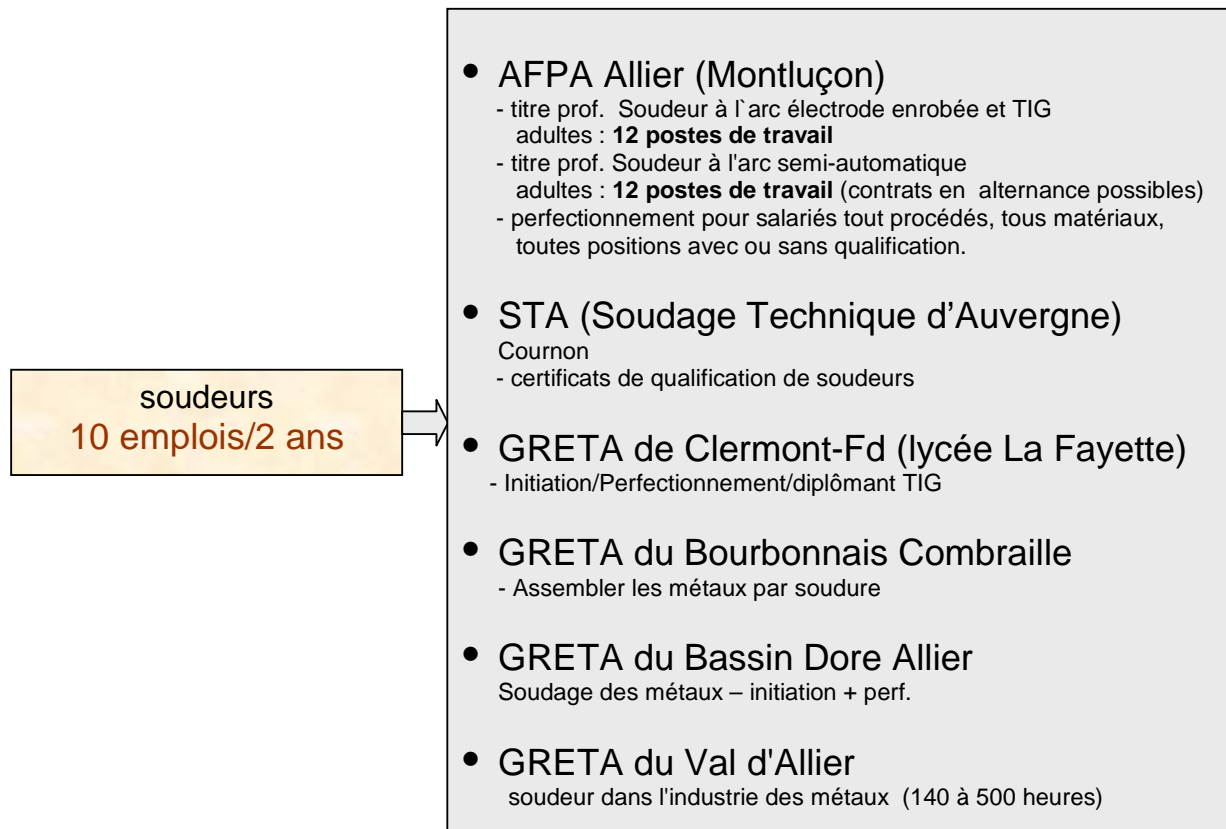 soudeurs
10 emplois/2 ans
• AFPA Allier (Montluçon)
- titre prof. Soudeur à l`arc électrode enrobée et TIG
adultes : 12 postes de travail
- titre prof. Soudeur à l'arc semi-automatique
adultes : 12 postes de travail (contrats en alternance possibles)
- perfectionnement pour salariés tout procédés, tous matériaux,
toutes positions avec ou sans qualification.
• STA (Soudage Technique d’Auvergne)
Cournon
- certificats de qualification de soudeurs
• GRETA de Clermont-Fd (lycée La Fayette)
- Initiation/Perfectionnement/diplômant TIG
• GRETA du Bourbonnais Combraille
- Assembler les métaux par soudure
• GRETA du Bassin Dore Allier
Soudage des métaux – initiation + perf.
• GRETA du Val d'Allier
soudeur dans l'industrie des métaux (140 à 500 heures)